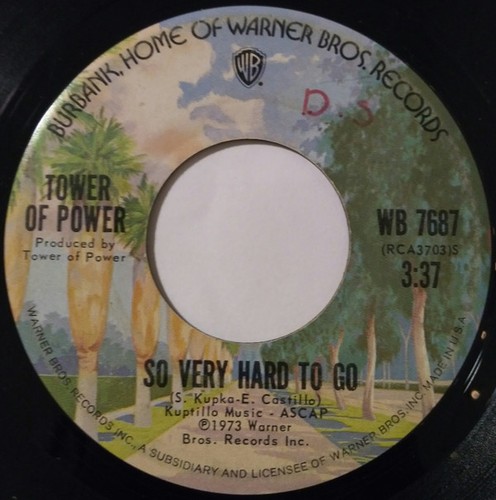 BURBANK, HOME OF WARNER BROS. RECORDS
WB
D.S
TOWER
OF POWER
Produced by
Tower of Power
WB 7687
(RCA3703)S
3:37
SO VERY HARD TO GO
(S. Kupka-E. Castillo)
Kuptillo Music - ASCAP
℗1973 Warner
Bros. Records Inc.
WARNER BROS. RECORDS INC., A SUBSIDIARY AND LICENSEE OF WARNER BROS. INC. MADE IN U.S.A.